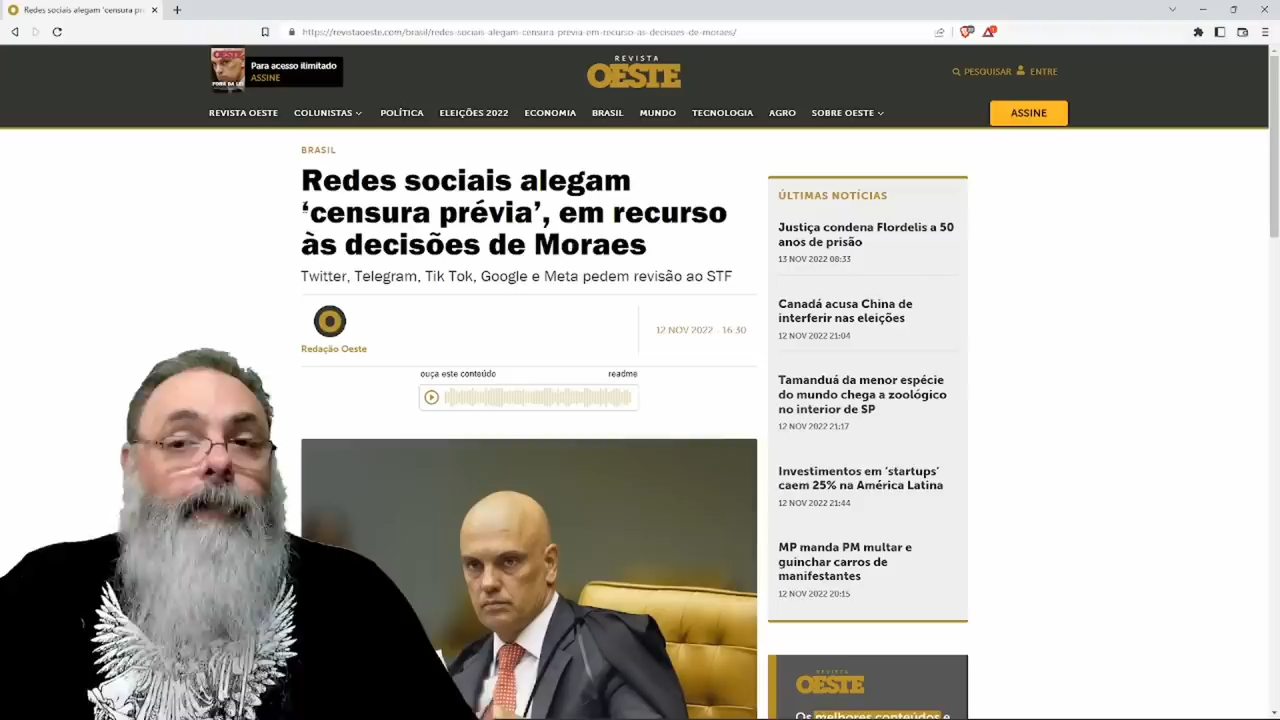 Redes sociais alegam 'censura pr
https://revistaoeste.com/brasil/redes-sociais-alegam-censura-previa-em-recurso-as-decisoes-de-moraes/
Para acesso ilimitado
ASSINE
REVISTA
OESTE
PESQUISAR
ENTRE
REVISTA OESTE
COLUNISTAS
POLÍTICA
ELEIÇÕES 2022
ECONOMIA
BRASIL
MUNDO
TECNOLOGIA
AGRO
SOBRE OESTE
ASSINE
BRASIL
Redes sociais alegam
‘censura prévia’, em recurso
às decisões de Moraes
Twitter, Telegram, Tik Tok, Google e Meta pedem revisão ao STF
Redação Oeste
12 NOV 2022 - 16:30
ouça este conteúdo
readme
ÚLTIMAS NOTÍCIAS
Justiça condena Flordelis a 50
anos de prisão
13 NOV 2022 08:33
Canadá acusa China de
interferir nas eleições
12 NOV 2022 21:04
Tamanduá da menor espécie
do mundo chega a zoológico
no interior de SP
12 NOV 2022 21:17
Investimentos em ‘startups’
caem 25% na América Latina
12 NOV 2022 21:44
MP manda PM multar e
guinchar carros de
manifestantes
12 NOV 2022 20:15
REVISTA
OESTE
Os melhores conteúdos e